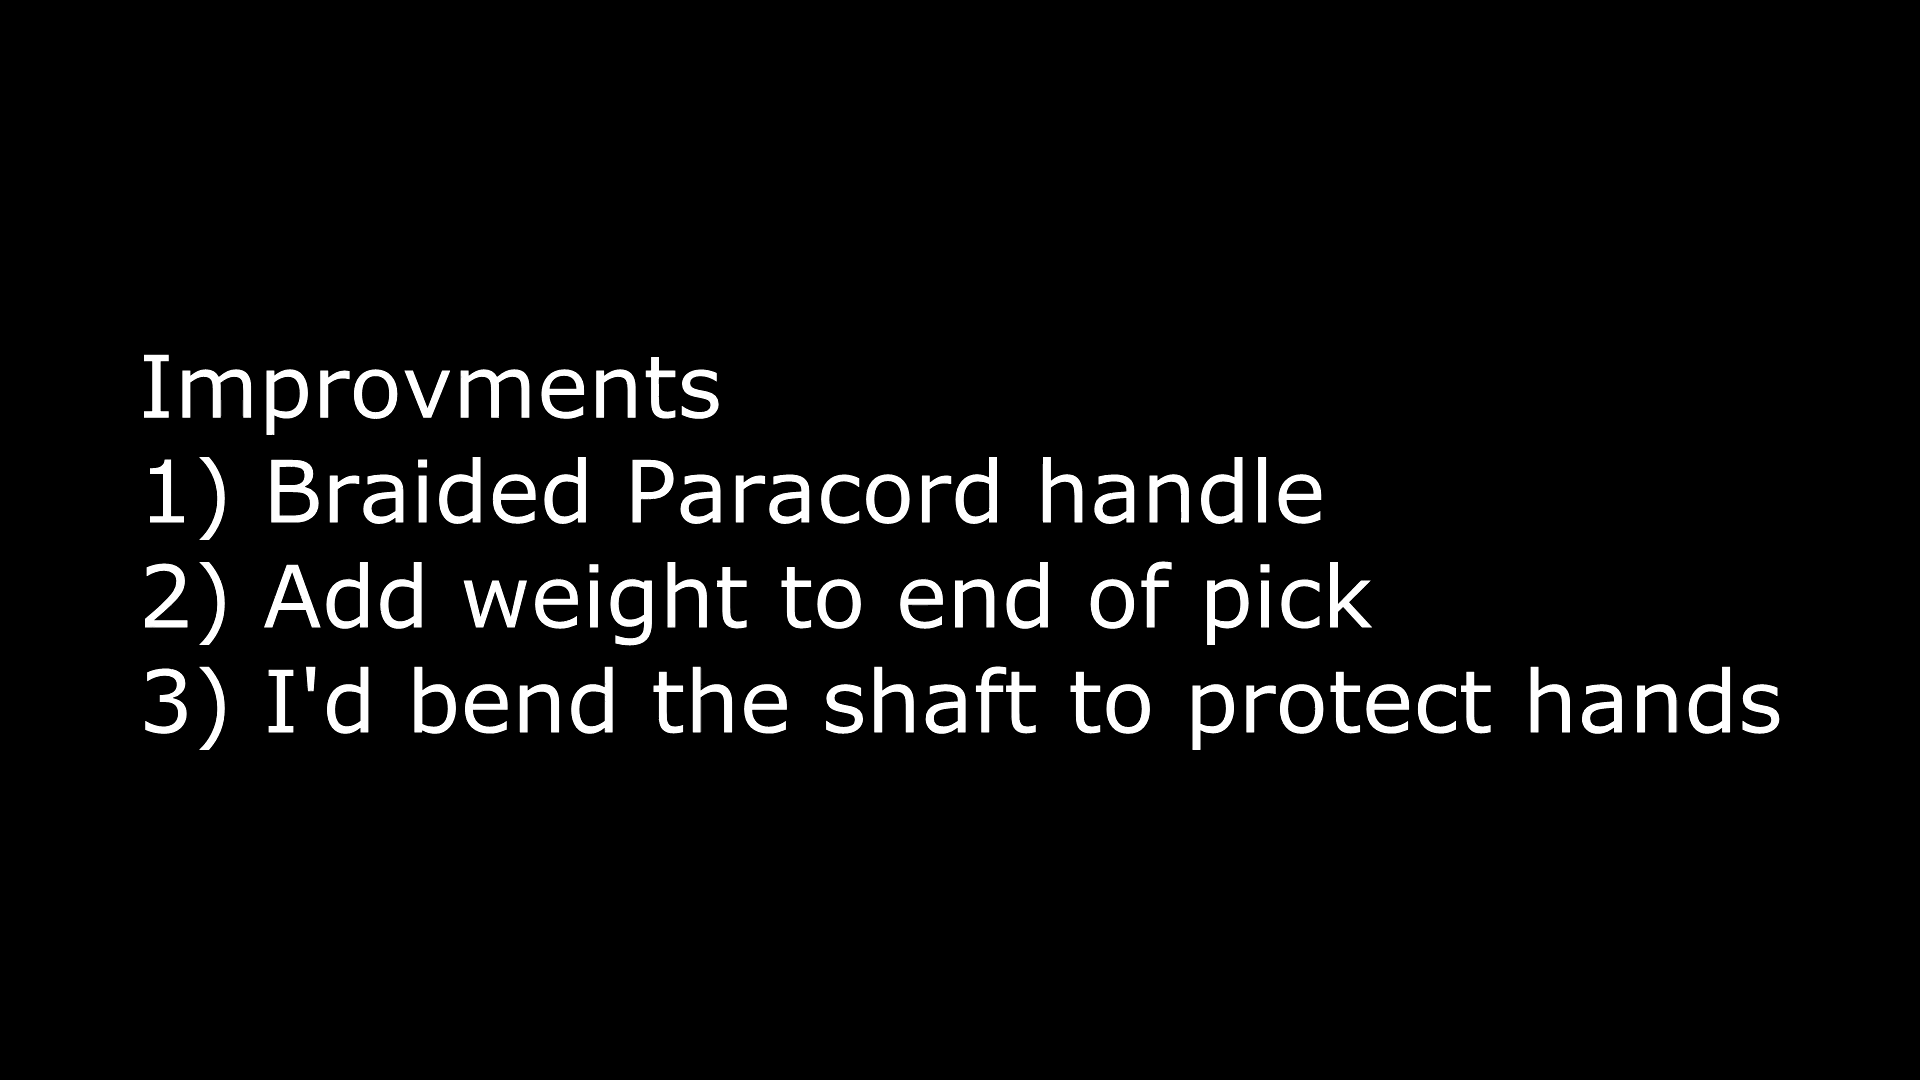 Improvments
1) Braided Paracord handle
2) Add weight to end of pick
3) I'd bend the shaft to protect hands